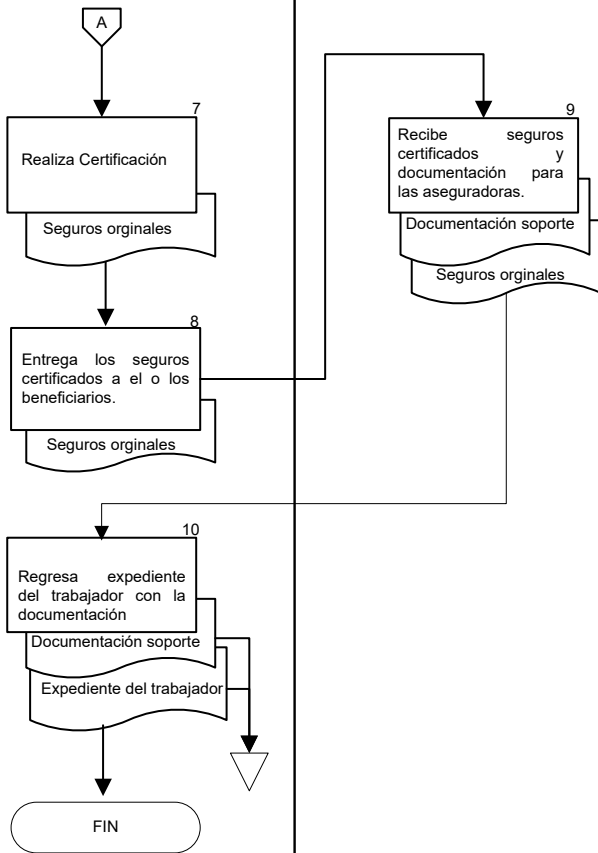 A
7
Realiza Certificación
Seguros orginales
8
Entrega los seguros
certificados a el o los
beneficiarios.
Seguros orginales
9
Recibe seguros
certificados y
documentación para
las aseguradoras.
Documentación soporte
Seguros orginales
10
Regresa expediente
del trabajador con la
documentación
Documentación soporte
Expediente del trabajador
FIN